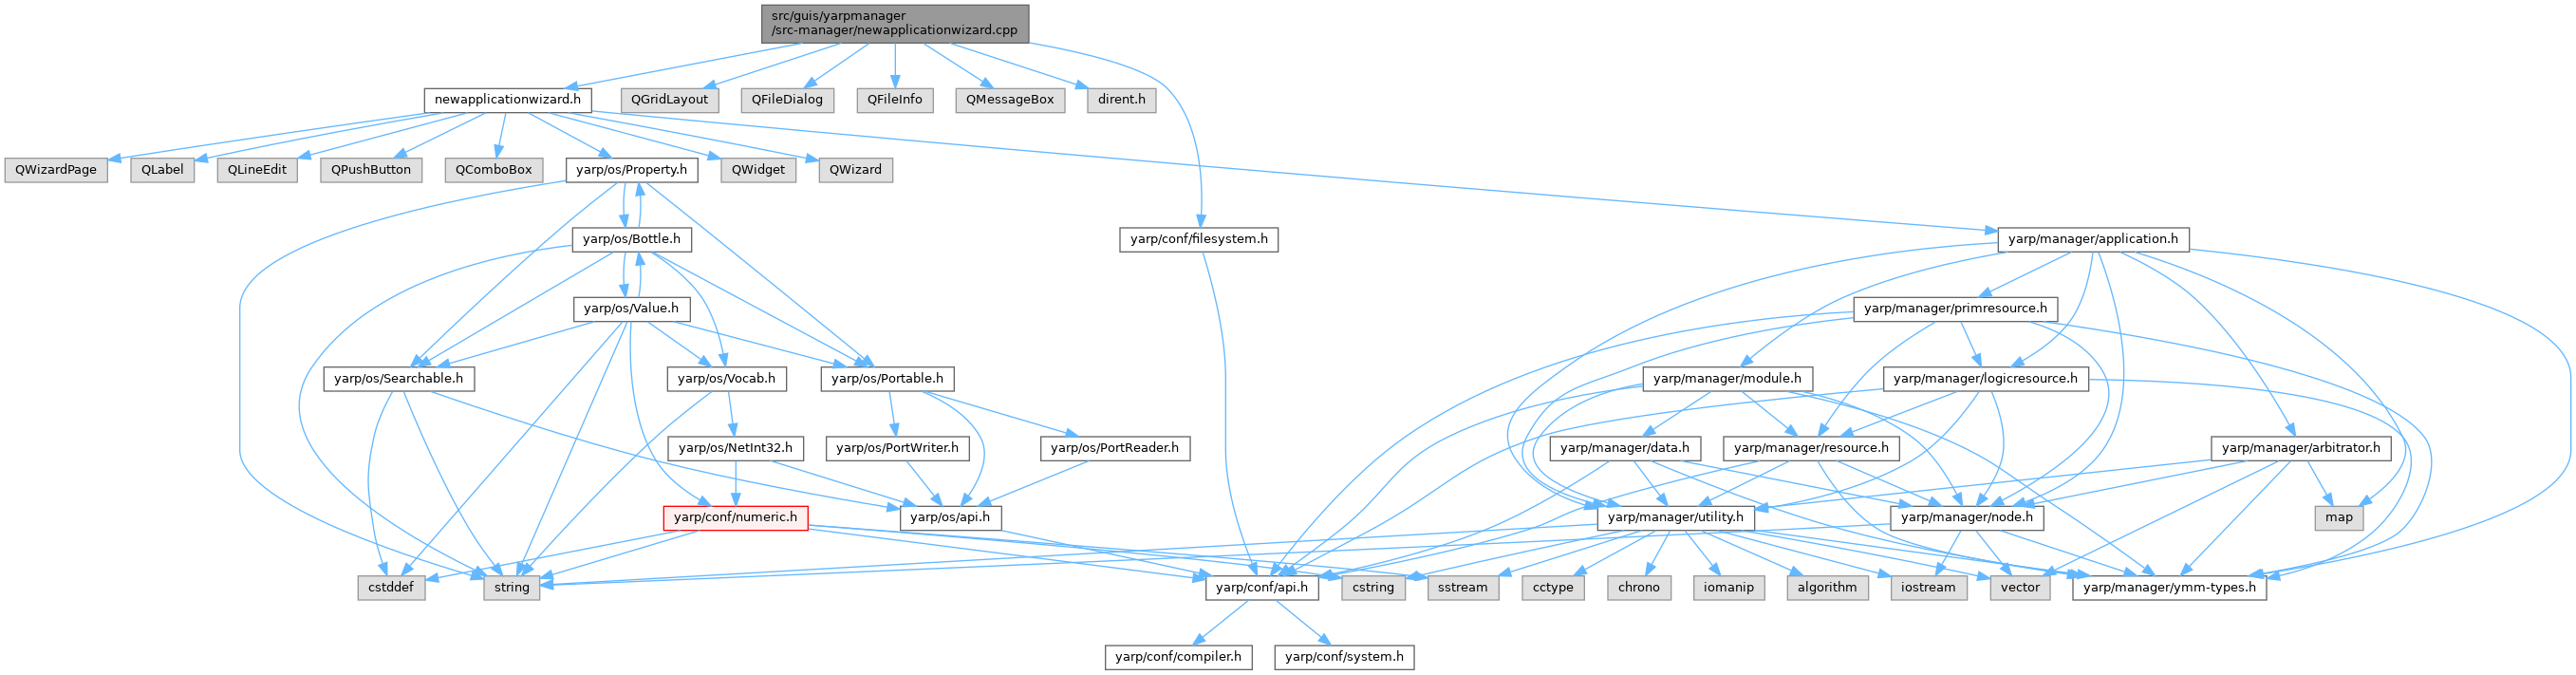 src/guis/yarpmanager
/src-manager/newapplicationwizard.cpp
newapplicationwizard.h
QGridLayout
QFileDialog
QFileInfo
QMessageBox
dirent.h
QWizardPage
QLabel
QLineEdit
QPushButton
QComboBox
yarp/os/Property.h
QWidget
QWizard
yarp/os/Bottle.h
yarp/conf/filesystem.h
yarp/manager/application.h
yarp/os/Value.h
yarp/manager/primresource.h
yarp/os/Searchable.h
yarp/os/Vocab.h
yarp/os/Portable.h
yarp/manager/module.h
yarp/manager/logicresource.h
yarp/os/NetInt32.h
yarp/os/PortWriter.h
yarp/os/PortReader.h
yarp/manager/data.h
yarp/manager/resource.h
yarp/manager/arbitrator.h
yarp/conf/numeric.h
yarp/os/api.h
yarp/manager/utility.h
yarp/manager/node.h
map
cstddef
string
yarp/conf/api.h
cstring
sstream
cctype
chrono
iomanip
algorithm
iostream
vector
yarp/manager/ymm-types.h
yarp/conf/compiler.h
yarp/conf/system.h